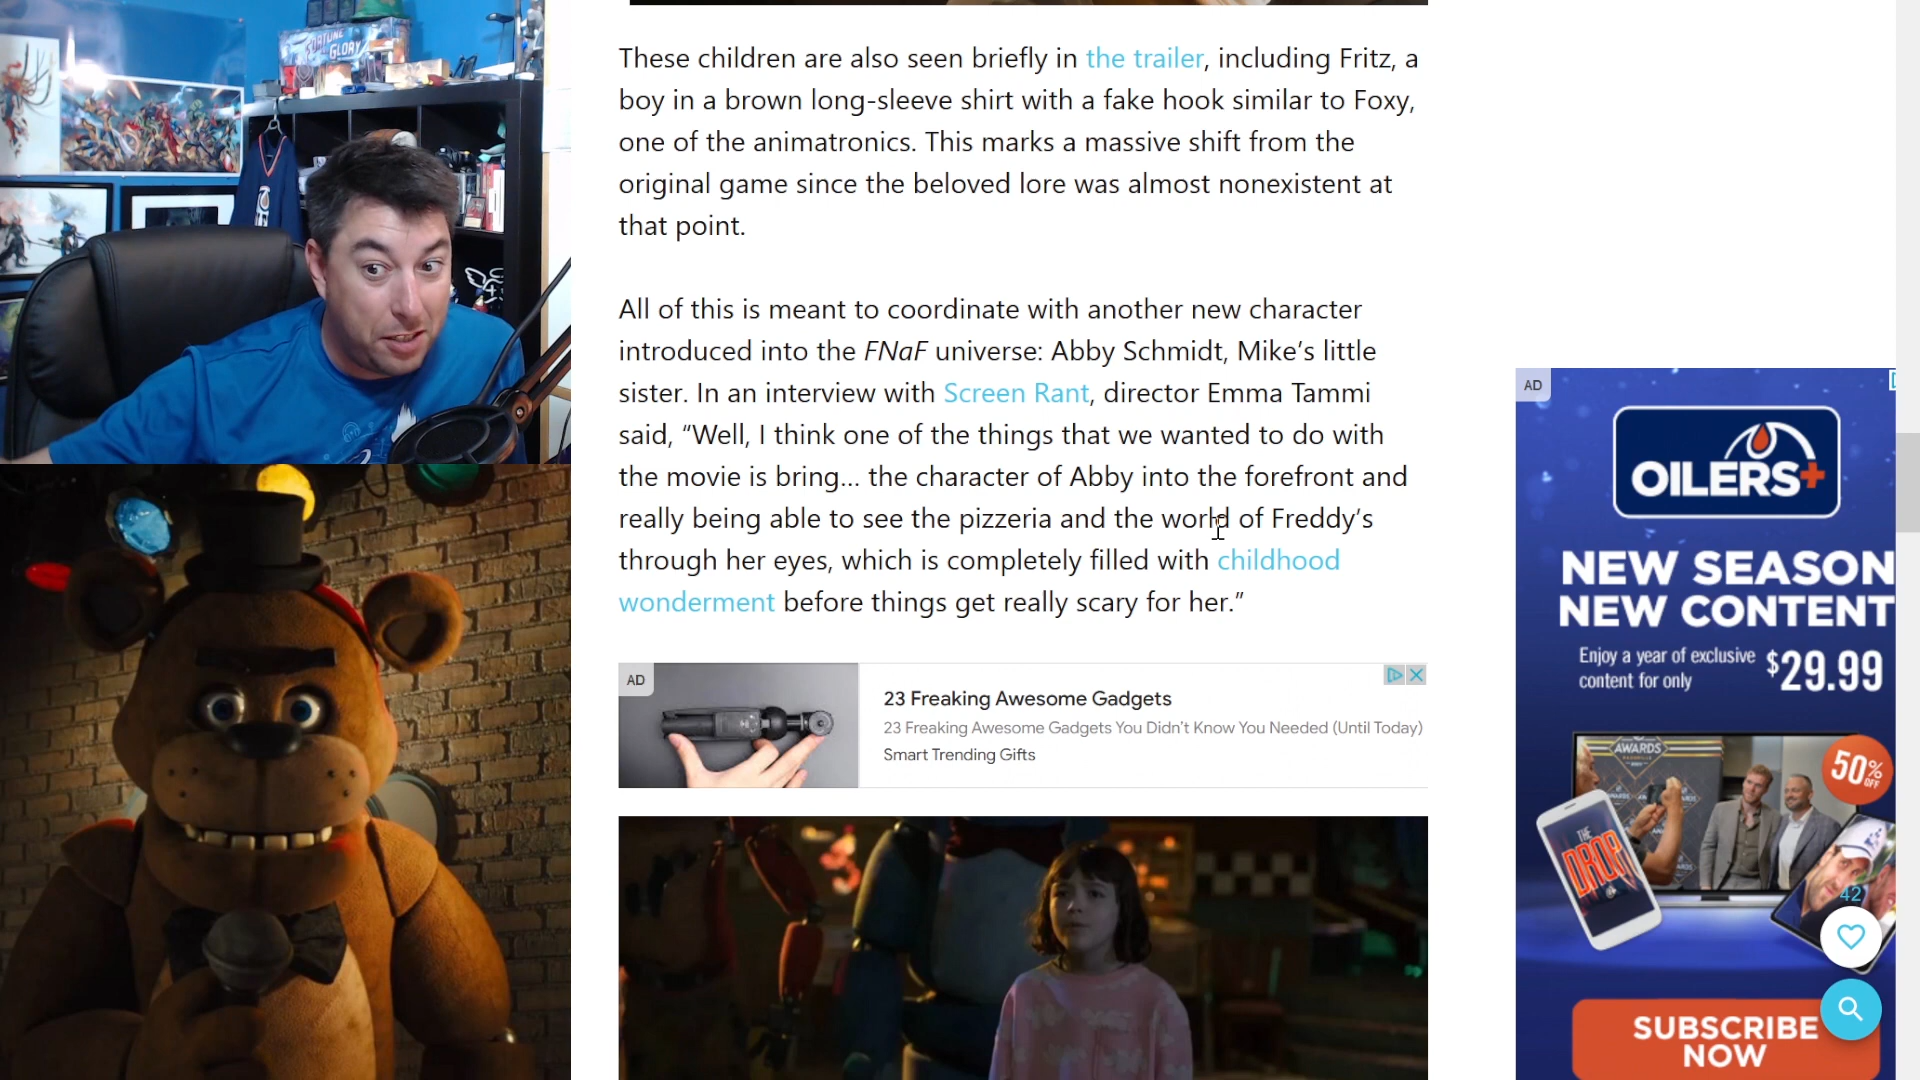 FORTUNE
GLORY
These children are also seen briefly in the trailer, including Fritz, a
boy in a brown long-sleeve shirt with a fake hook similar to Foxy,
one of the animatronics. This marks a massive shift from the
original game since the beloved lore was almost nonexistent at
that point.
All of this is meant to coordinate with another new character
introduced into the FNaF universe: Abby Schmidt, Mike’s little
sister. In an interview with Screen Rant, director Emma Tammi
said, “Well, I think one of the things that we wanted to do with
the movie is bring… the character of Abby into the forefront and
really being able to see the pizzeria and the world of Freddy’s
through her eyes, which is completely filled with childhood
wonderment before things get really scary for her.”
AD
23 Freaking Awesome Gadgets
23 Freaking Awesome Gadgets You Didn’t Know You Needed (Until Today)
Smart Trending Gifts
AD
OILERS+
NEW SEASON
NEW CONTENT
Enjoy a year of exclusive
content for only
$29.99
AWARDS
50%
OFF
THE
DROP
42
SUBSCRIBE
NOW